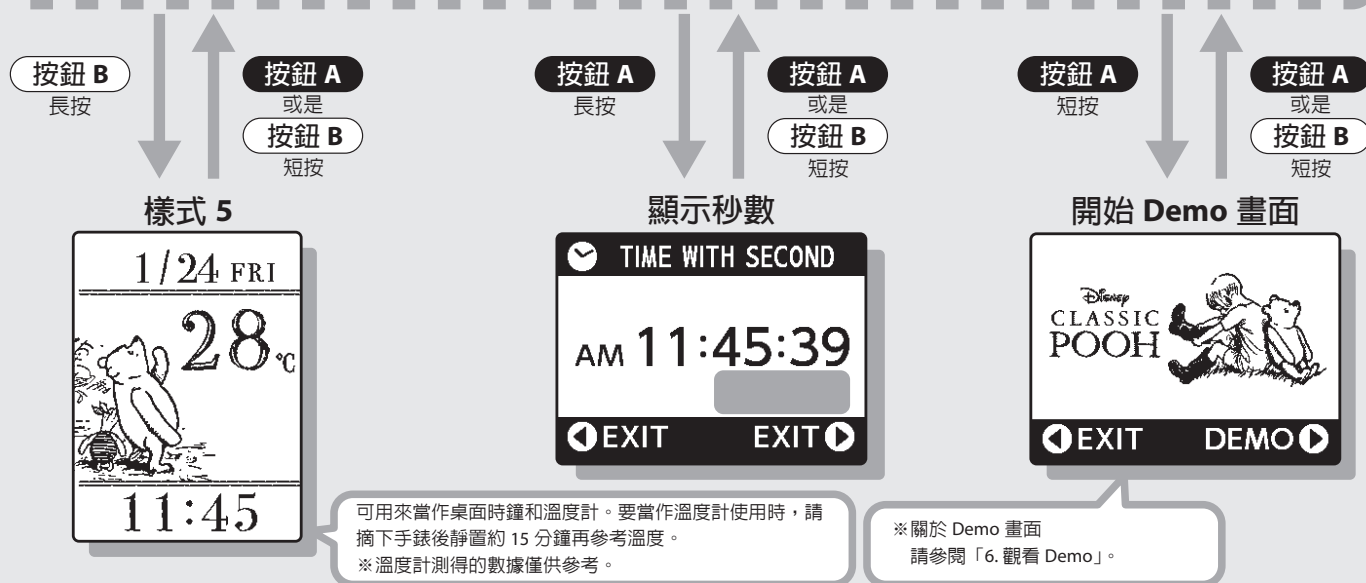 按鈕 B
長按
按鈕 A
或是
按鈕 B
短按
按鈕 A
長按
按鈕 A
或是
按鈕 B
短按
按鈕 A
短按
按鈕 A
或是
按鈕 B
短按
樣式 5
1/24 FRI
28℃
11:45
顯示秒數
TIME WITH SECOND
AM 11:45:39
EXIT EXIT
開始 Demo 畫面
Disney
CLASSIC
POOH
EXIT DEMO
可用來當作桌面時鐘和溫度計。要當作溫度計使用時，請
摘下手錶後靜置約 15 分鐘再參考溫度。
※溫度計測得的數據僅供參考。
※關於 Demo 畫面
請參閱「6. 觀看 Demo」。